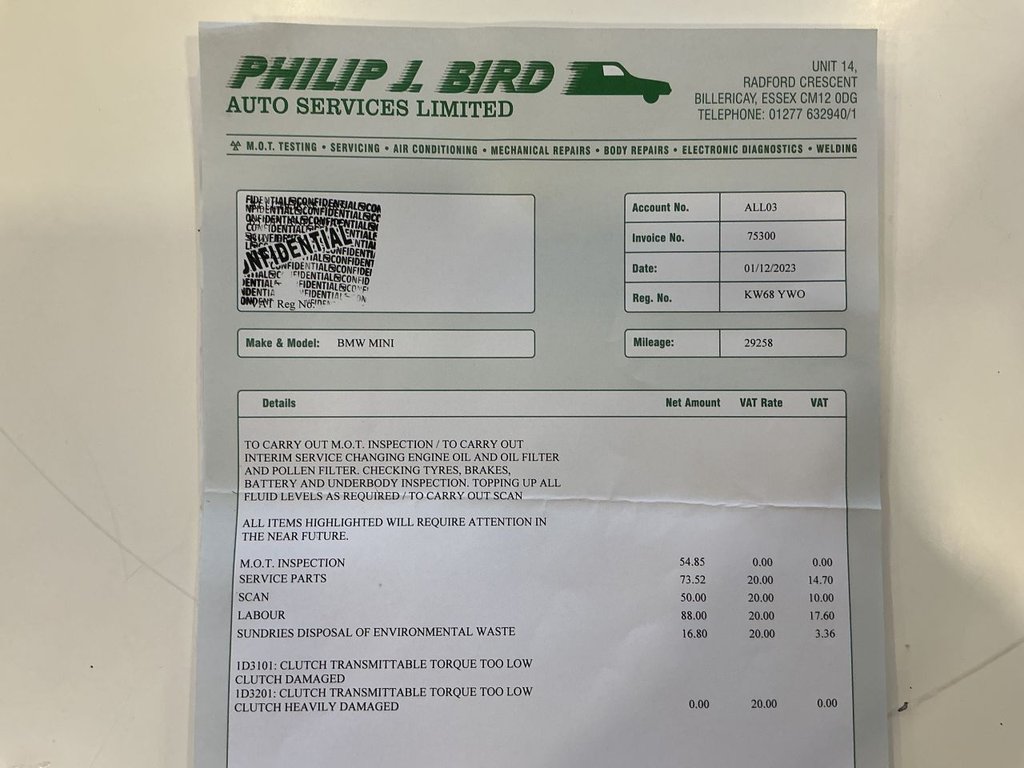 PHILIP J. BIRD
AUTO SERVICES LIMITED
UNIT 14,
RADFORD CRESCENT
BILLERICAY, ESSEX CM12 0DG
TELEPHONE: 01277 632940/1
M.O.T. TESTING • SERVICING • AIR CONDITIONING • MECHANICAL REPAIRS • BODY REPAIRS • ELECTRONIC DIAGNOSTICS • WELDING
CONFIDENTIAL
VAT Reg No.
Account No. ALL03
Invoice No. 75300
Date: 01/12/2023
Reg. No. KW68 YWO
Make & Model: BMW MINI
Mileage: 29258
Details Net Amount VAT Rate VAT
TO CARRY OUT M.O.T. INSPECTION / TO CARRY OUT
INTERIM SERVICE CHANGING ENGINE OIL AND OIL FILTER
AND POLLEN FILTER. CHECKING TYRES, BRAKES,
BATTERY AND UNDERBODY INSPECTION. TOPPING UP ALL
FLUID LEVELS AS REQUIRED / TO CARRY OUT SCAN
ALL ITEMS HIGHLIGHTED WILL REQUIRE ATTENTION IN
THE NEAR FUTURE.
M.O.T. INSPECTION 54.85 0.00 0.00
SERVICE PARTS 73.52 20.00 14.70
SCAN 50.00 20.00 10.00
LABOUR 88.00 20.00 17.60
SUNDRIES DISPOSAL OF ENVIRONMENTAL WASTE 16.80 20.00 3.36
1D3101: CLUTCH TRANSMITTABLE TORQUE TOO LOW
CLUTCH DAMAGED
1D3201: CLUTCH TRANSMITTABLE TORQUE TOO LOW
CLUTCH HEAVILY DAMAGED 0.00 20.00 0.00